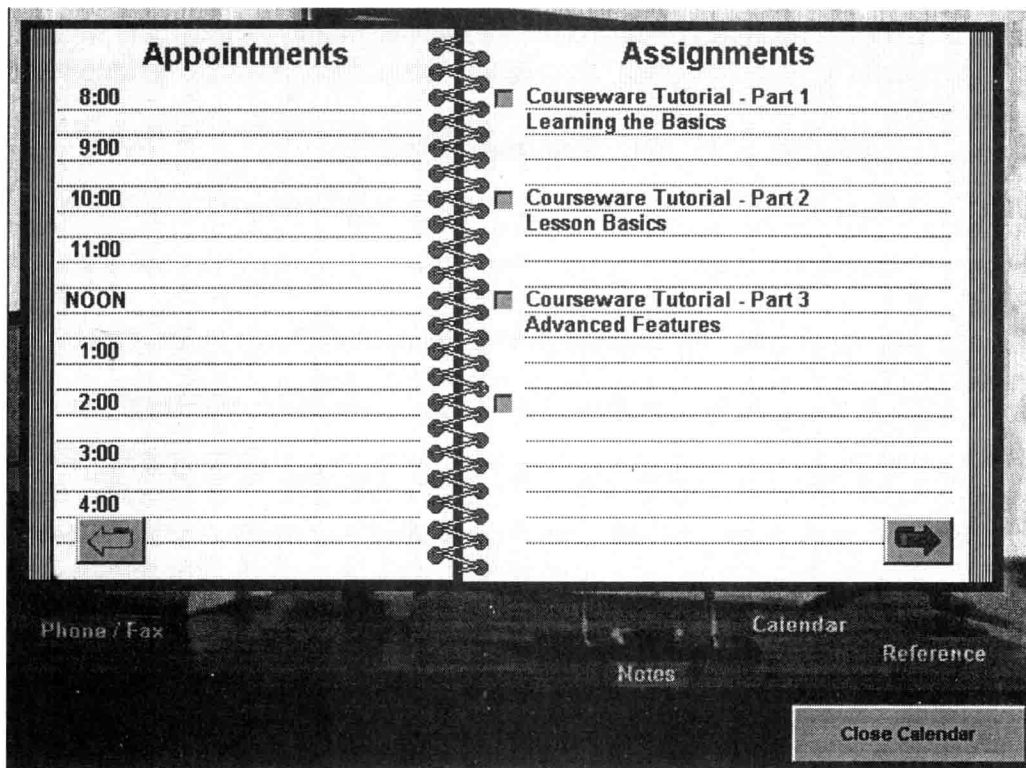 Appointments
8:00
9:00
10:00
11:00
NOON
1:00
2:00
3:00
4:00
Assignments
Courseware Tutorial - Part 1
Learning the Basics
Courseware Tutorial - Part 2
Lesson Basics
Courseware Tutorial - Part 3
Advanced Features
Phone / Fax
Notes
Calendar
Reference
Close Calendar